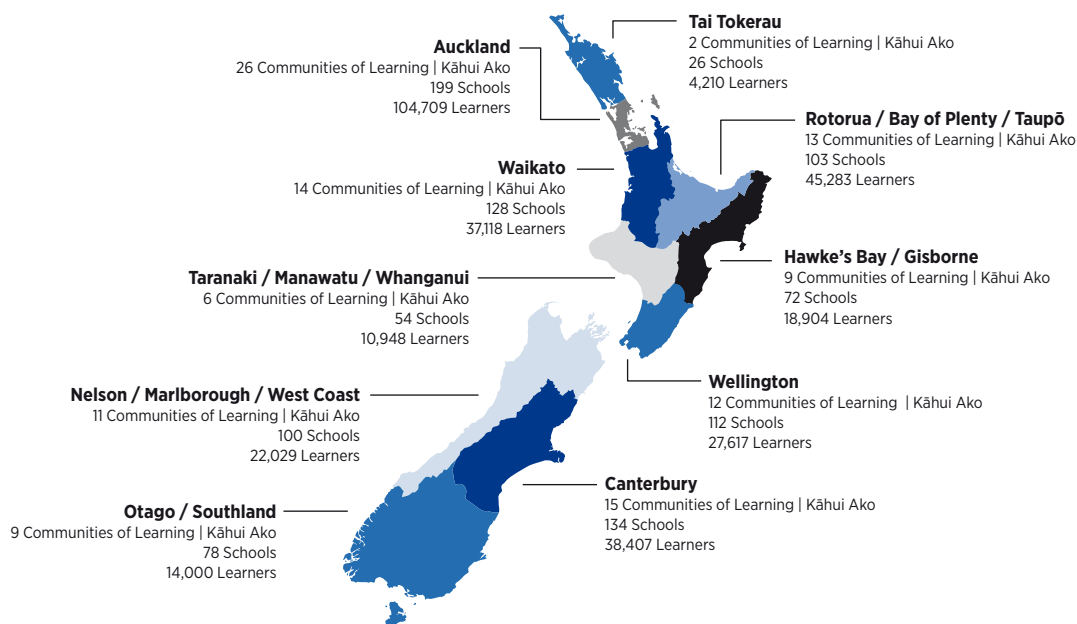 Tai Tokerau
2 Communities of Learning | Kāhui Ako
26 Schools
4,210 Learners
Auckland
26 Communities of Learning | Kāhui Ako
199 Schools
104,709 Learners
Rotorua / Bay of Plenty / Taupō
13 Communities of Learning | Kāhui Ako
103 Schools
45,283 Learners
Waikato
14 Communities of Learning | Kāhui Ako
128 Schools
37,118 Learners
Hawke’s Bay / Gisborne
9 Communities of Learning | Kāhui Ako
72 Schools
18,904 Learners
Taranaki / Manawatu / Whanganui
6 Communities of Learning | Kāhui Ako
54 Schools
10,948 Learners
Wellington
12 Communities of Learning | Kāhui Ako
112 Schools
27,617 Learners
Nelson / Marlborough / West Coast
11 Communities of Learning | Kāhui Ako
100 Schools
22,029 Learners
Canterbury
15 Communities of Learning | Kāhui Ako
134 Schools
38,407 Learners
Otago / Southland
9 Communities of Learning | Kāhui Ako
78 Schools
14,000 Learners